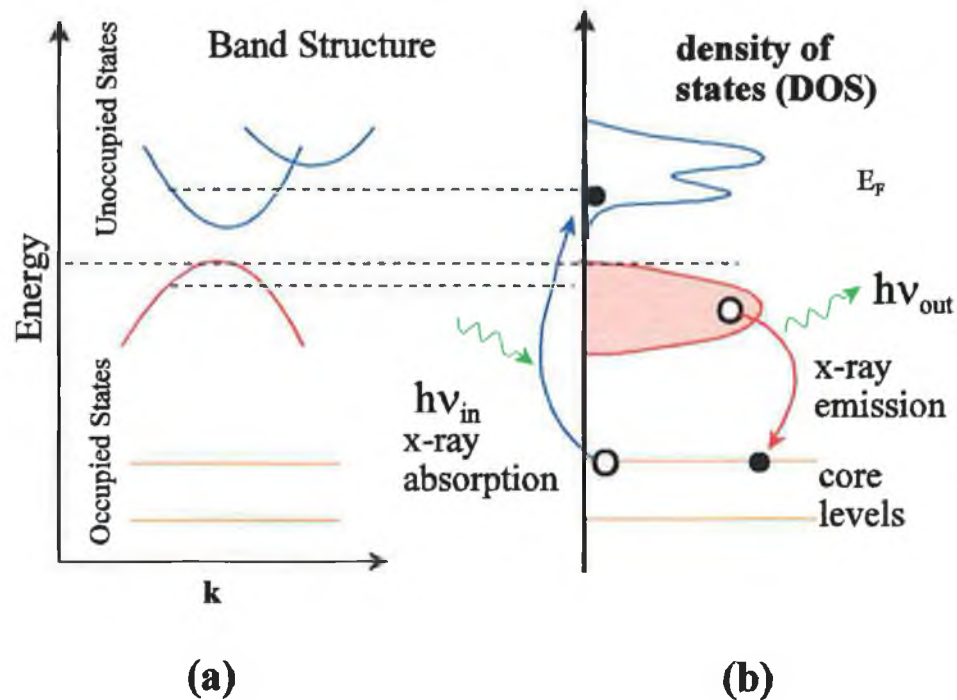 Band Structure
Unoccupied States
Energy
Occupied States
k
(a)
density of
states (DOS)
E_F
hν_out
x-ray
emission
hν_in
x-ray
absorption
core
levels
(b)